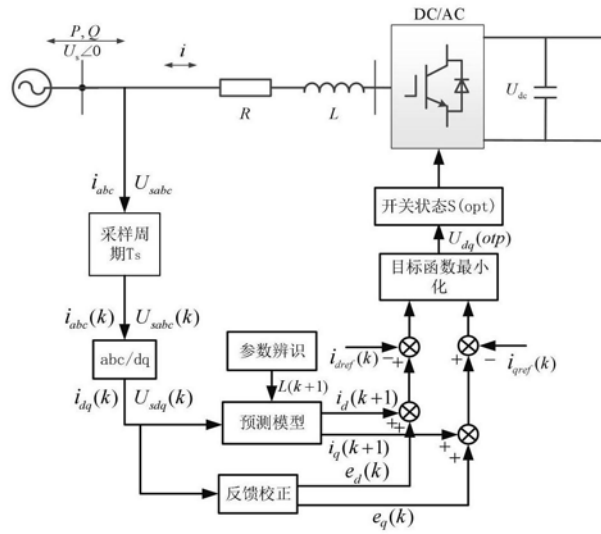 P, Q
U_s∠0
i
R
L
DC/AC
U_dc
i_abc U_sabc
采样周
期Ts
i_abc(k) U_sabc(k)
abc/dq
i_dq(k) U_sdq(k)
开关状态S(opt)
U_dq(otp)
目标函数最小
化
参数辨识
L(k+1)
预测模型
i_dref(k) - +
+ - i_qref(k)
i_d(k+1)
+ +
i_q(k+1)
+ +
e_d(k)
反馈校正
e_q(k)